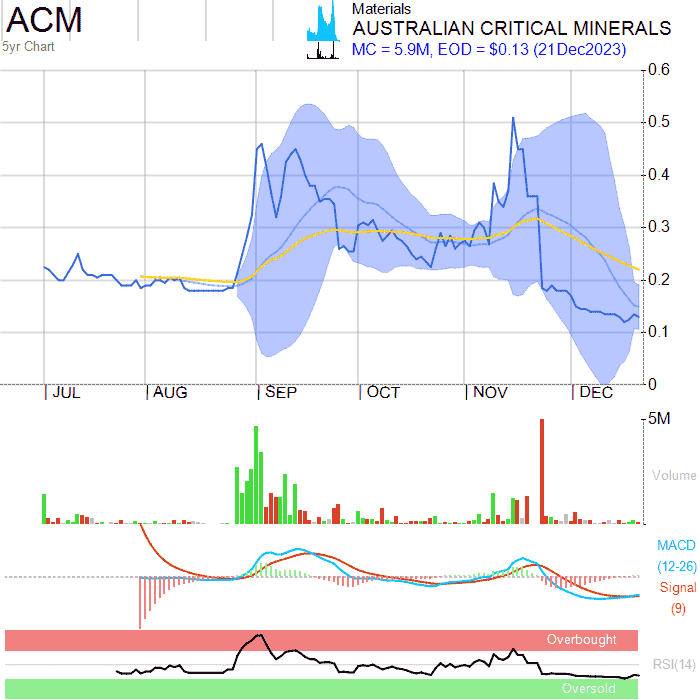 ACM
5yr Chart
Materials
AUSTRALIAN CRITICAL MINERALS
MC = 5.9M, EOD = $0.13 (21Dec2023)
0.6
0.5
0.4
0.3
0.2
0.1
0
JUL AUG SEP OCT NOV DEC
5M
Volume
MACD
(12-26)
Signal
(9)
Overbought
RSI(14)
Oversold